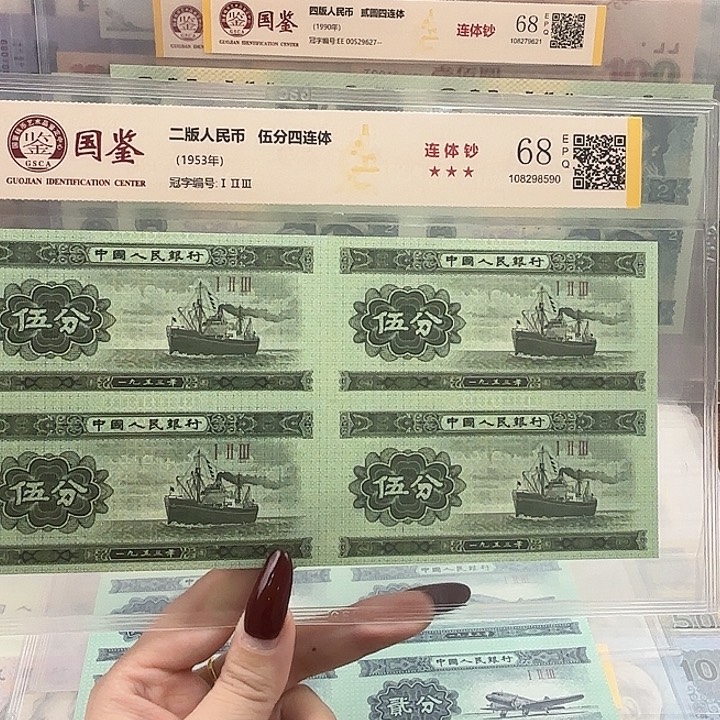 国鉴
GUOJIAN IDENTIFICATION CENTER
四版人民币 贰圆四连体
(1990年)
冠字编号:EE 00529627--
连体钞
68 EPQ
108279621
GSCA
国鉴
GUOJIAN IDENTIFICATION CENTER
二版人民币 伍分四连体
(1953年)
冠字编号:Ⅰ Ⅱ Ⅲ
连体钞
★★★
68 EPQ
108298590
中國人民銀行
Ⅰ Ⅱ Ⅲ
伍分
一九五三年
中國人民銀行
Ⅰ Ⅱ Ⅲ
伍分
一九五三年
中國人民銀行
Ⅰ Ⅱ Ⅲ
伍分
一九五三年
中國人民銀行
Ⅰ Ⅱ Ⅲ
伍分
一九五三年
中國人民銀行
Ⅰ Ⅱ Ⅲ
貳分